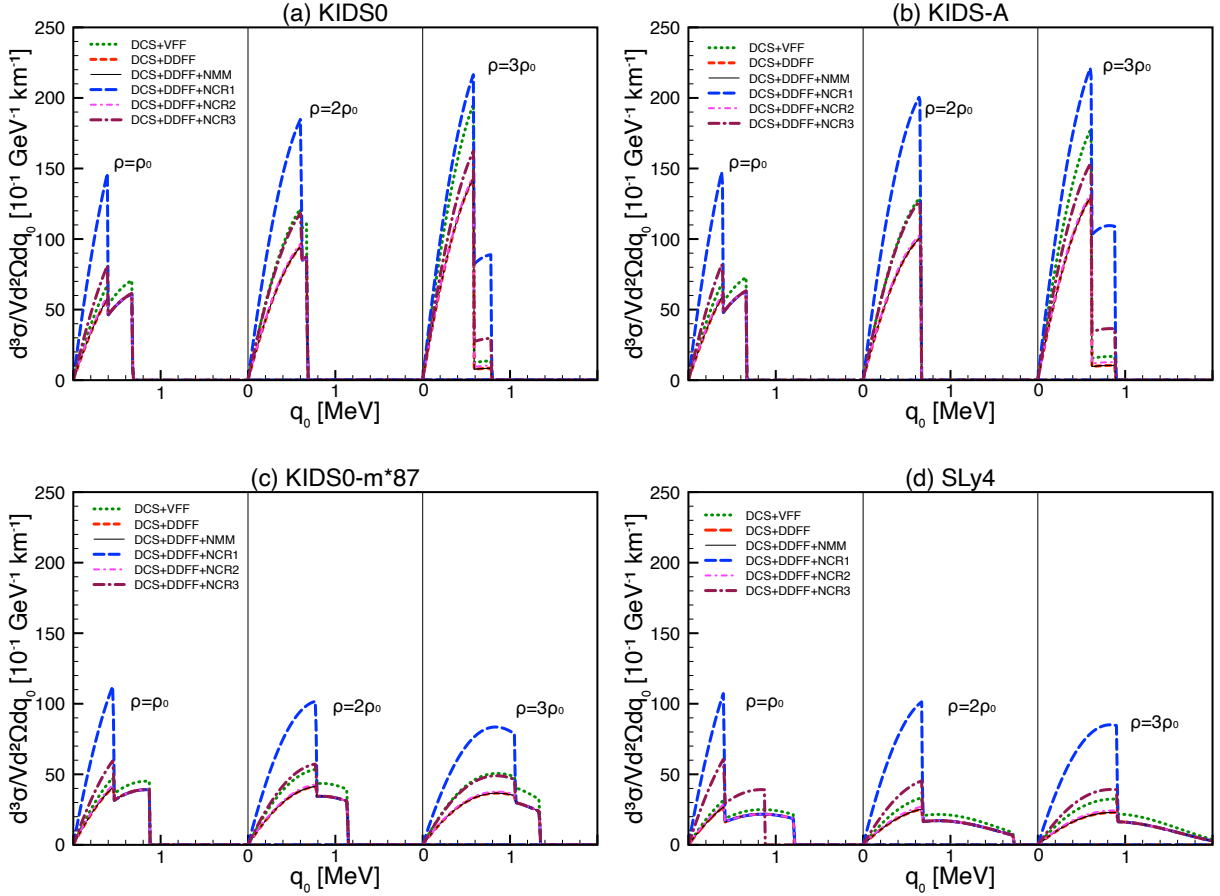 (a) KIDS0
d³σ/Vd²Ωdq₀ [10⁻¹ GeV⁻¹ km⁻¹]
250
200
150
100
50
0
DCS+VFF
DCS+DDFF
DCS+DDFF+NMM
DCS+DDFF+NCR1
DCS+DDFF+NCR2
DCS+DDFF+NCR3
ρ=ρ₀
ρ=2ρ₀
ρ=3ρ₀
1 0 1 0 1
q₀ [MeV]
(b) KIDS-A
d³σ/Vd²Ωdq₀ [10⁻¹ GeV⁻¹ km⁻¹]
250
200
150
100
50
0
DCS+VFF
DCS+DDFF
DCS+DDFF+NMM
DCS+DDFF+NCR1
DCS+DDFF+NCR2
DCS+DDFF+NCR3
ρ=ρ₀
ρ=2ρ₀
ρ=3ρ₀
1 0 1 0 1 2
q₀ [MeV]
(c) KIDS0-m*87
d³σ/Vd²Ωdq₀ [10⁻¹ GeV⁻¹ km⁻¹]
250
200
150
100
50
0
DCS+VFF
DCS+DDFF
DCS+DDFF+NMM
DCS+DDFF+NCR1
DCS+DDFF+NCR2
DCS+DDFF+NCR3
ρ=ρ₀
ρ=2ρ₀
ρ=3ρ₀
1 0 1 0 1
q₀ [MeV]
(d) SLy4
d³σ/Vd²Ωdq₀ [10⁻¹ GeV⁻¹ km⁻¹]
250
200
150
100
50
0
DCS+VFF
DCS+DDFF
DCS+DDFF+NMM
DCS+DDFF+NCR1
DCS+DDFF+NCR2
DCS+DDFF+NCR3
ρ=ρ₀
ρ=2ρ₀
ρ=3ρ₀
1 0 1 0 1 2
q₀ [MeV]